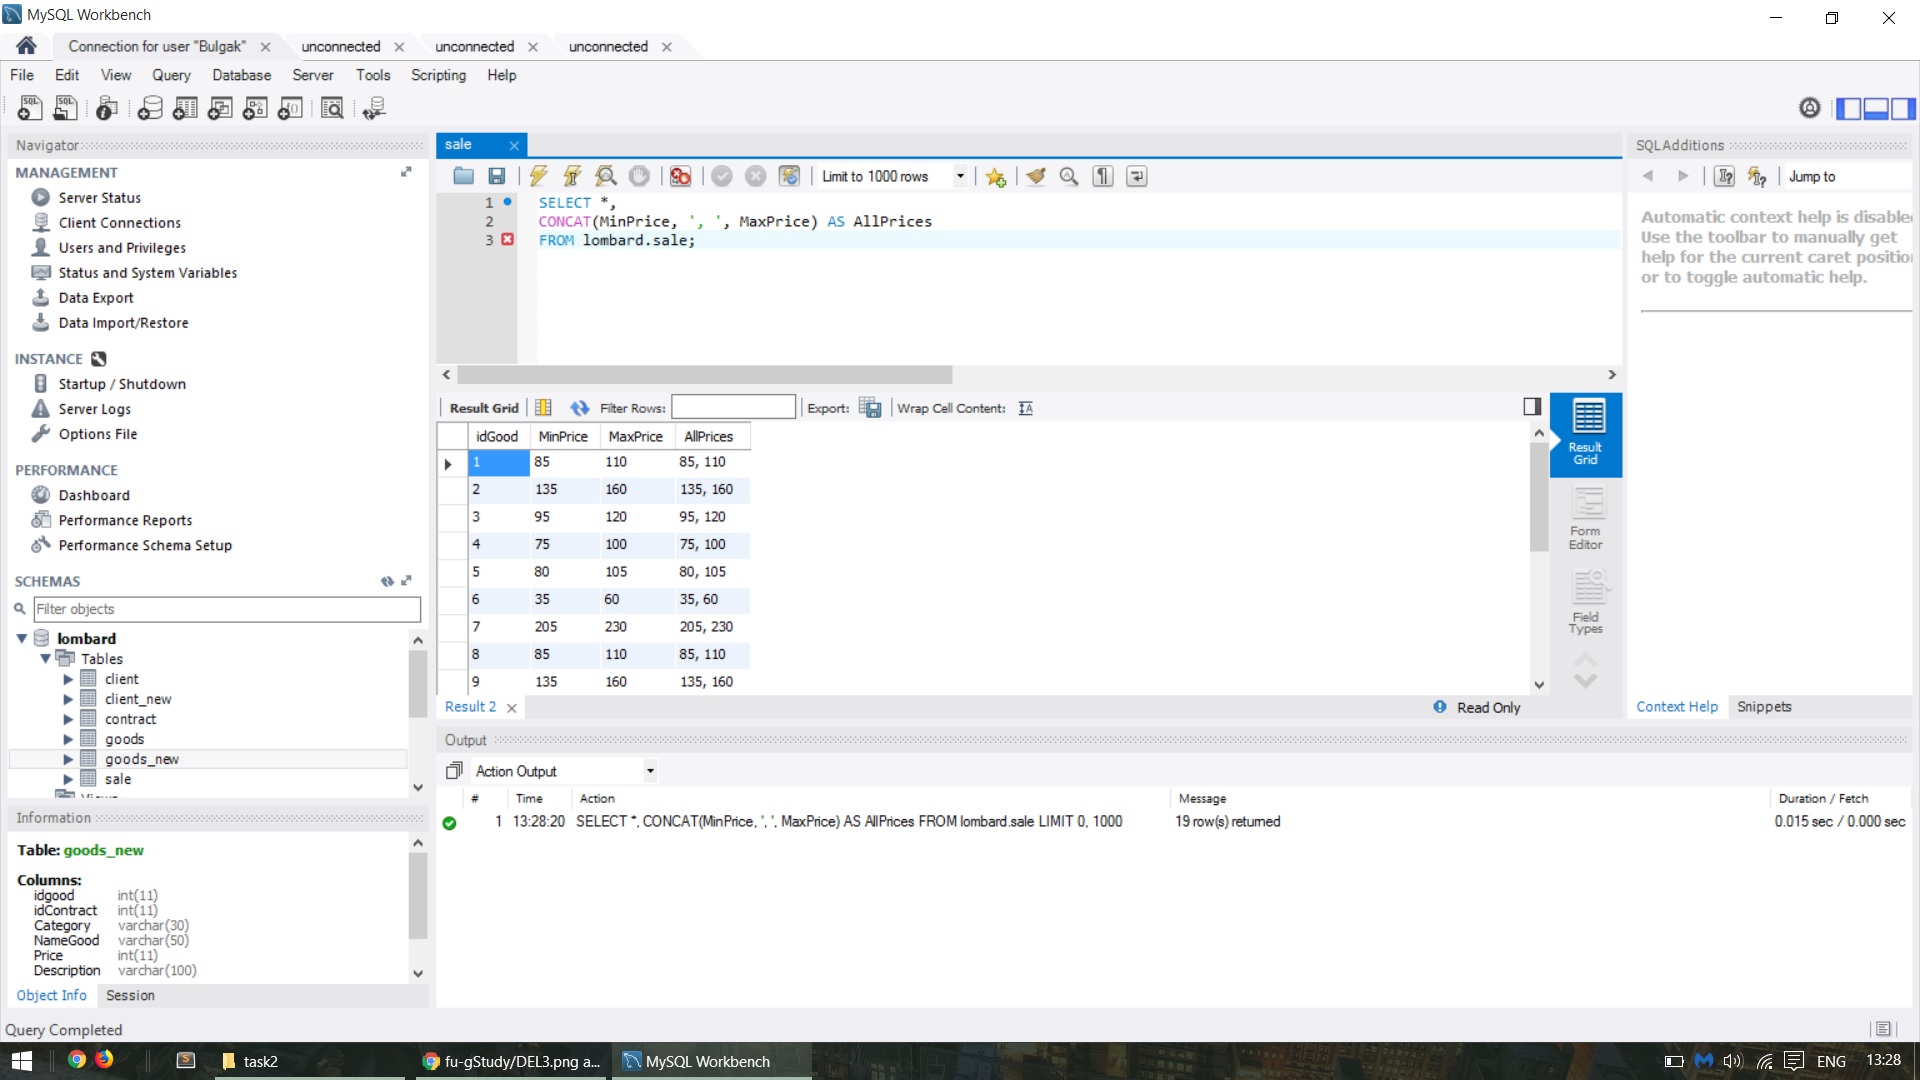 MySQL Workbench
Connection for user "Bulgak"
unconnected
unconnected
unconnected
File Edit View Query Database Server Tools Scripting Help
Navigator
MANAGEMENT
Server Status
Client Connections
Users and Privileges
Status and System Variables
Data Export
Data Import/Restore
INSTANCE
Startup / Shutdown
Server Logs
Options File
PERFORMANCE
Dashboard
Performance Reports
Performance Schema Setup
SCHEMAS
Filter objects
lombard
Tables
client
client_new
contract
goods
goods_new
sale
Information
Table: goods_new
Columns:
idgood int(11)
idContract int(11)
Category varchar(30)
NameGood varchar(50)
Price int(11)
Description varchar(100)
Object Info Session
sale
Limit to 1000 rows
1 SELECT *,
2 CONCAT(MinPrice, ', ', MaxPrice) AS AllPrices
3 FROM lombard.sale;
Result Grid Filter Rows: Export: Wrap Cell Content:
idGood MinPrice MaxPrice AllPrices
1 85 110 85, 110
2 135 160 135, 160
3 95 120 95, 120
4 75 100 75, 100
5 80 105 80, 105
6 35 60 35, 60
7 205 230 205, 230
8 85 110 85, 110
9 135 160 135, 160
Result
Grid
Form
Editor
Field
Types
Result 2
Read Only
SQLAdditions
Jump to
Automatic context help is disable
Use the toolbar to manually get
help for the current caret positio
or to toggle automatic help.
Context Help Snippets
Output
Action Output
# Time Action Message Duration / Fetch
1 13:28:20 SELECT *, CONCAT(MinPrice, ', ', MaxPrice) AS AllPrices FROM lombard.sale LIMIT 0, 1000 19 row(s) returned 0.015 sec / 0.000 sec
Query Completed
task2
fu-gStudy/DEL3.png a...
MySQL Workbench
ENG
13:28